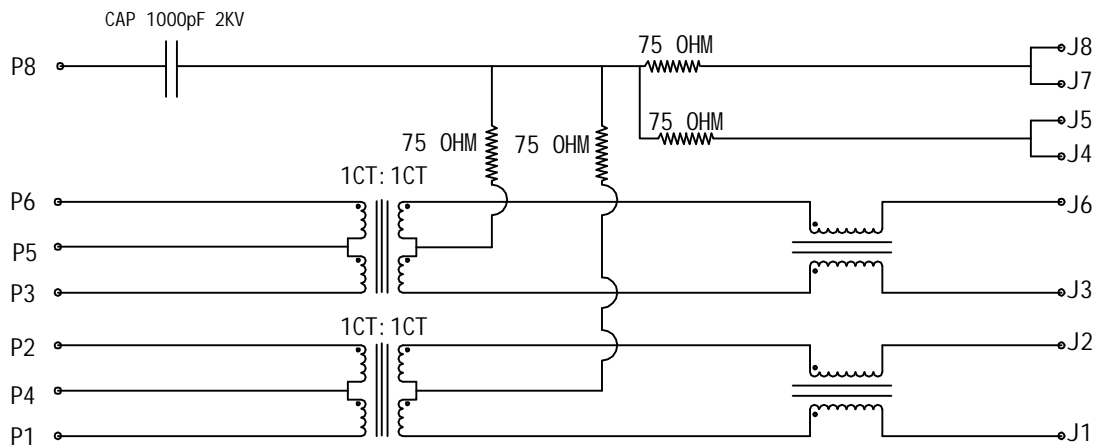 CAP 1000pF 2KV
75 OHM
J8
P8
J7
75 OHM
J5
75 OHM
75 OHM
J4
1CT:1CT
P6
J6
P5
P3
J3
1CT:1CT
P2
J2
P4
P1
J1